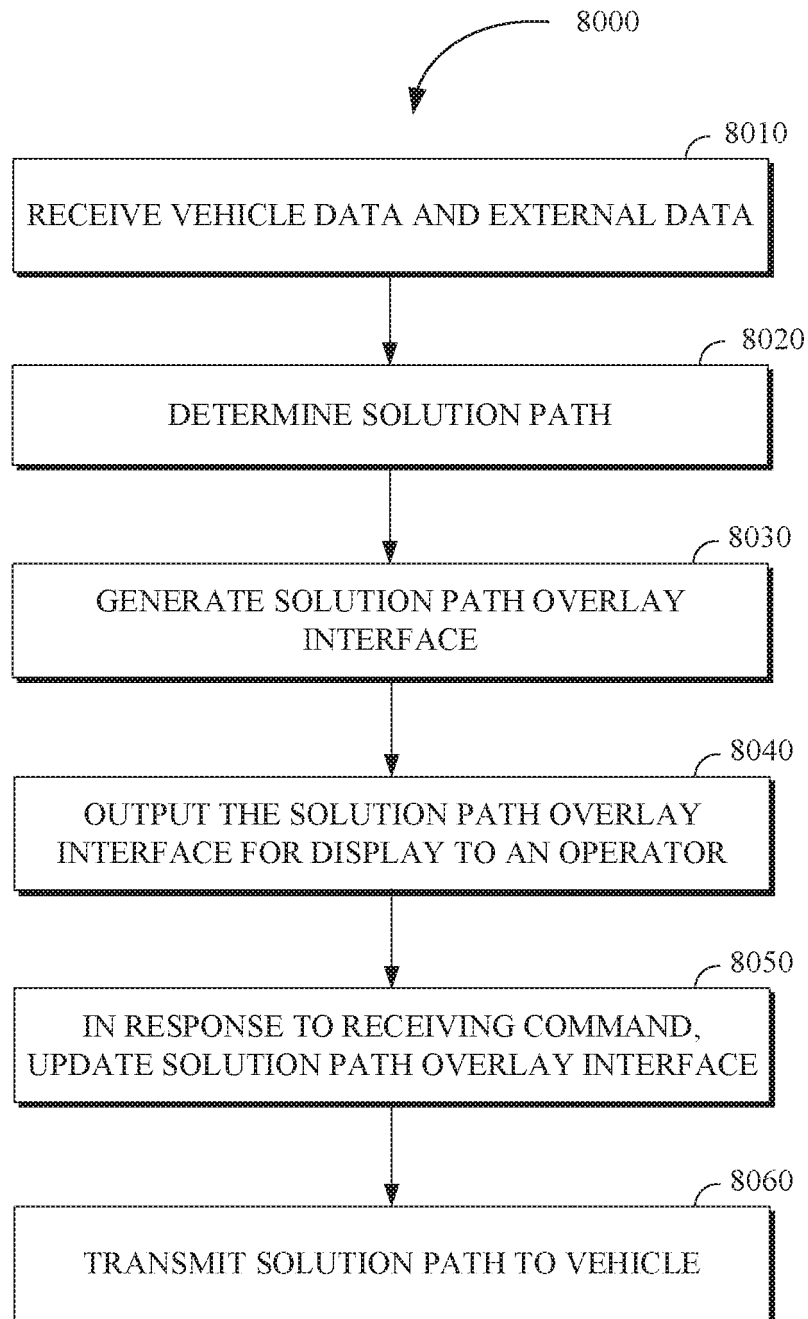 8000
8010
RECEIVE VEHICLE DATA AND EXTERNAL DATA
8020
DETERMINE SOLUTION PATH
8030
GENERATE SOLUTION PATH OVERLAY
INTERFACE
8040
OUTPUT THE SOLUTION PATH OVERLAY
INTERFACE FOR DISPLAY TO AN OPERATOR
8050
IN RESPONSE TO RECEIVING COMMAND,
UPDATE SOLUTION PATH OVERLAY INTERFACE
8060
TRANSMIT SOLUTION PATH TO VEHICLE